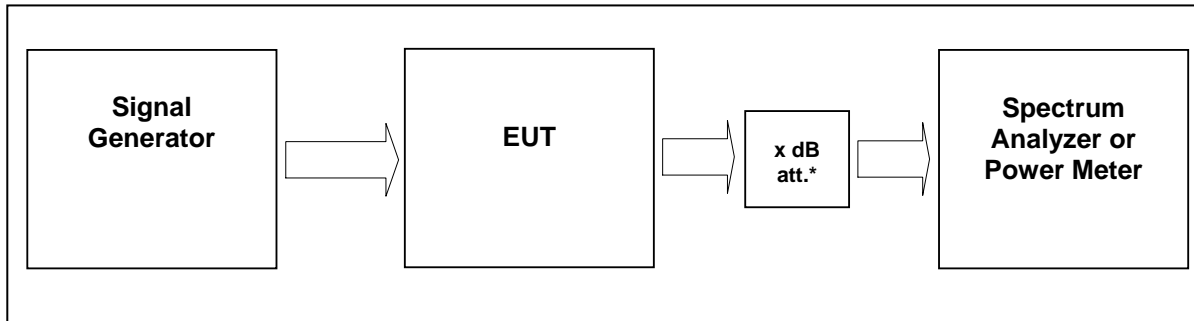 Signal
Generator
EUT
x dB
att.*
Spectrum
Analyzer or
Power Meter